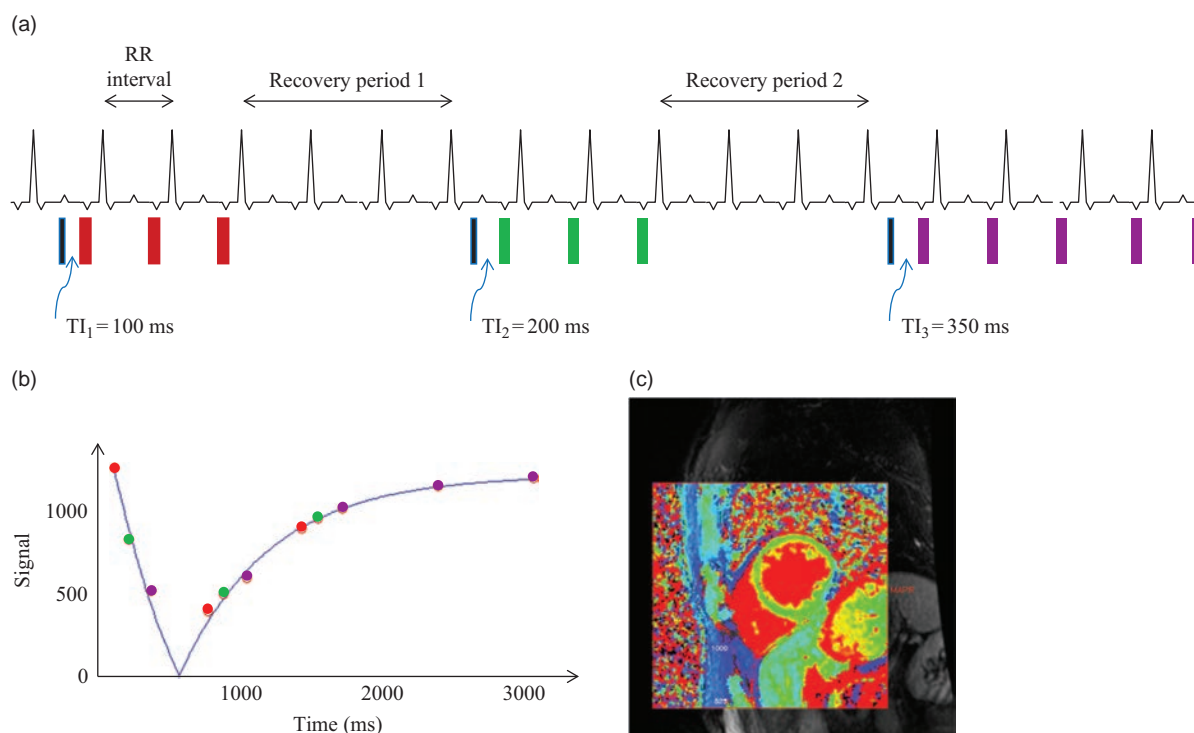 (a)
RR
interval
Recovery period 1
Recovery period 2
TI₁ = 100 ms
TI₂ = 200 ms
TI₃ = 350 ms
(b)
Signal
1000
500
0
1000
2000
3000
Time (ms)
(c)
1000